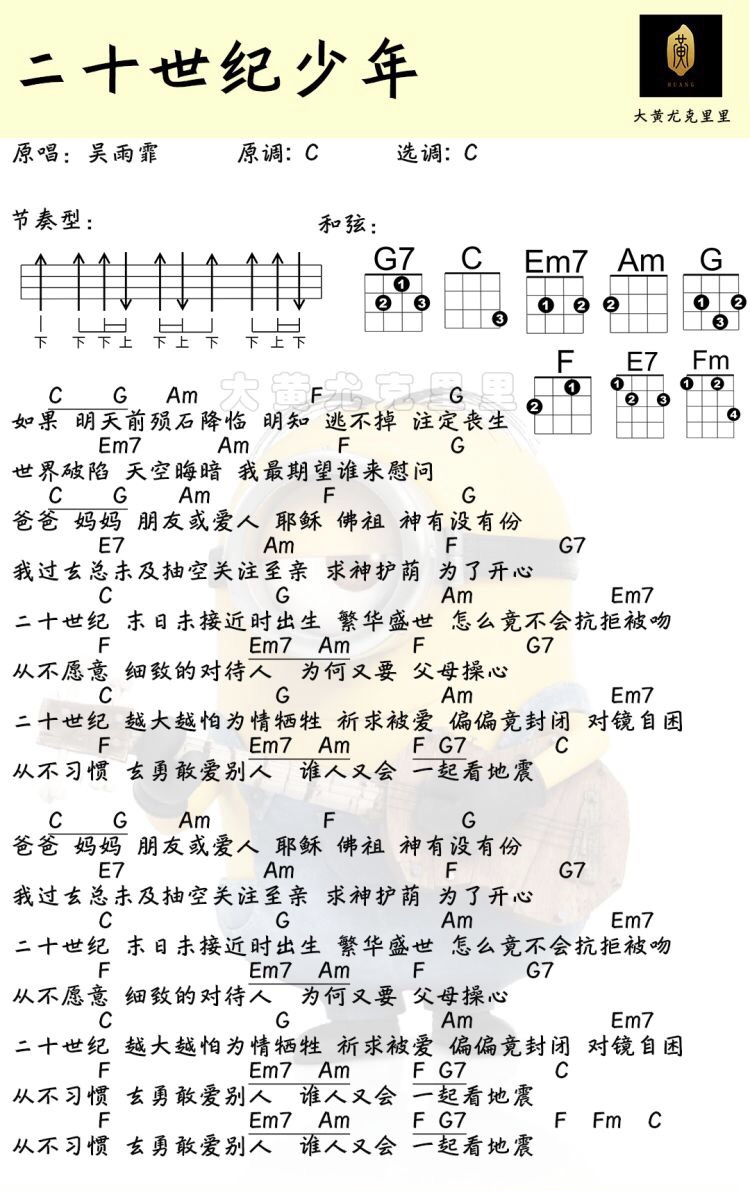 二十世纪少年
黄
HUANG
大黄尤克里里
原唱：吴雨霏 原调：C 选调：C
节奏型： 和弦：
G7 C Em7 Am G
1 2 3 3 1 2 2 1 2 3
下 下 下 上 下 上 下 下 下 下
F E7 Fm
1 2 1 2 3 1 2 4
大黄尤克里里
C G Am F G
如果 明天前殒石降临 明知 逃不掉 注定丧生
Em7 Am F G
世界破陷 天空晦暗 我最期望谁来慰问
C G Am F G
爸爸 妈妈 朋友或爱人 耶稣 佛祖 神有没有份
E7 Am F G7
我过去总未及抽空关注至亲 求神护荫 为了开心
C G Am Em7
二十世纪 末日未接近时出生 繁华盛世 怎么竟不会抗拒被吻
F Em7 Am F G7
从不愿意 细致的对待人 为何又要 父母操心
C G Am Em7
二十世纪 越大越怕为情牺牲 祈求被爱 偏偏竟封闭 对镜自困
F Em7 Am F G7 C
从不习惯 去勇敢爱别人 谁人又会 一起看地震
C G Am F G
爸爸 妈妈 朋友或爱人 耶稣 佛祖 神有没有份
E7 Am F G7
我过去总未及抽空关注至亲 求神护荫 为了开心
C G Am Em7
二十世纪 末日未接近时出生 繁华盛世 怎么竟不会抗拒被吻
F Em7 Am F G7
从不愿意 细致的对待人 为何又要 父母操心
C G Am Em7
二十世纪 越大越怕为情牺牲 祈求被爱 偏偏竟封闭 对镜自困
F Em7 Am F G7 C
从不习惯 去勇敢爱别人 谁人又会 一起看地震
F Em7 Am F G7 F Fm C
从不习惯 去勇敢爱别人 谁人又会 一起看地震